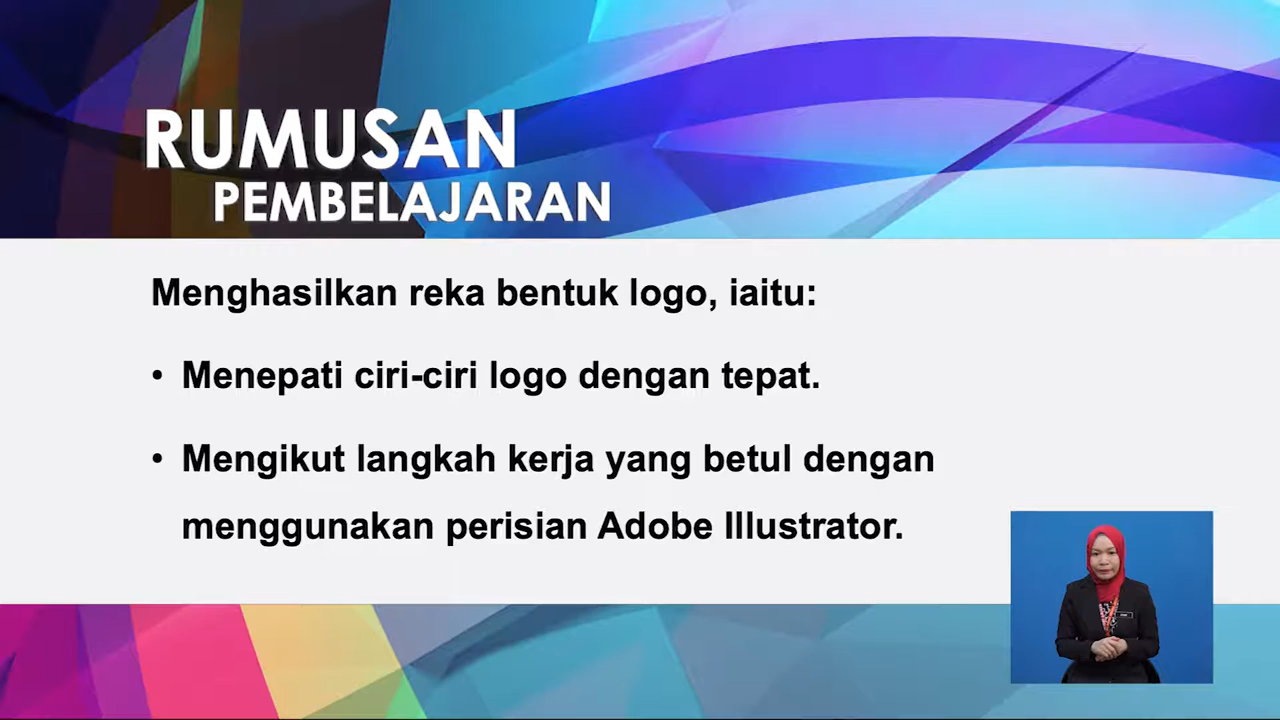 RUMUSAN
PEMBELAJARAN
Menghasilkan reka bentuk logo, iaitu:
• Menepati ciri-ciri logo dengan tepat.
• Mengikut langkah kerja yang betul dengan
menggunakan perisian Adobe Illustrator.